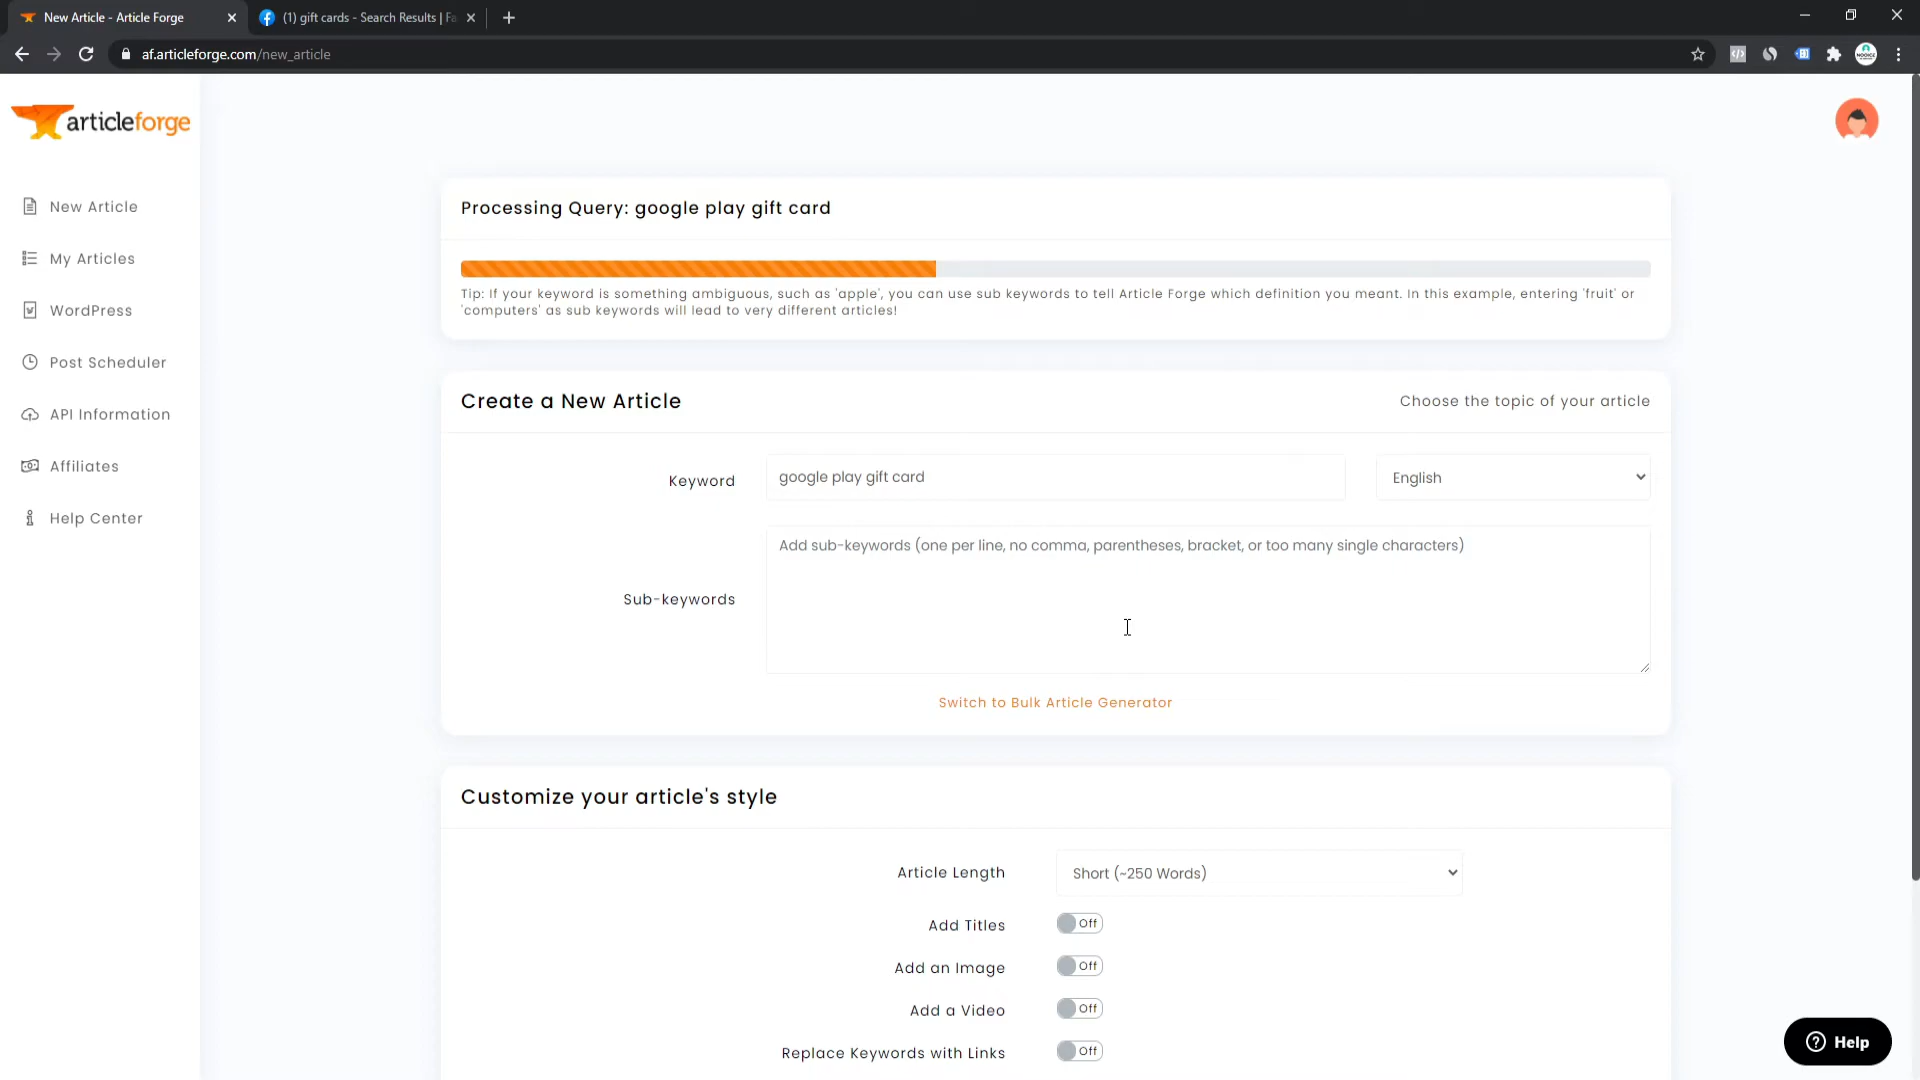 New Article - Article Forge
(1) gift cards - Search Results | Fa
af.articleforge.com/new_article
articleforge
New Article
My Articles
WordPress
Post Scheduler
API Information
Affiliates
Help Center
Processing Query: google play gift card
Tip: If your keyword is something ambiguous, such as 'apple', you can use sub keywords to tell Article Forge which definition you meant. In this example, entering 'fruit' or
'computers' as sub keywords will lead to very different articles!
Create a New Article
Choose the topic of your article
Keyword
google play gift card
English
Sub-keywords
Add sub-keywords (one per line, no comma, parentheses, bracket, or too many single characters)
Switch to Bulk Article Generator
Customize your article's style
Article Length
Short (~250 Words)
Add Titles
Off
Add an Image
Off
Add a Video
Off
Replace Keywords with Links
Off
Help